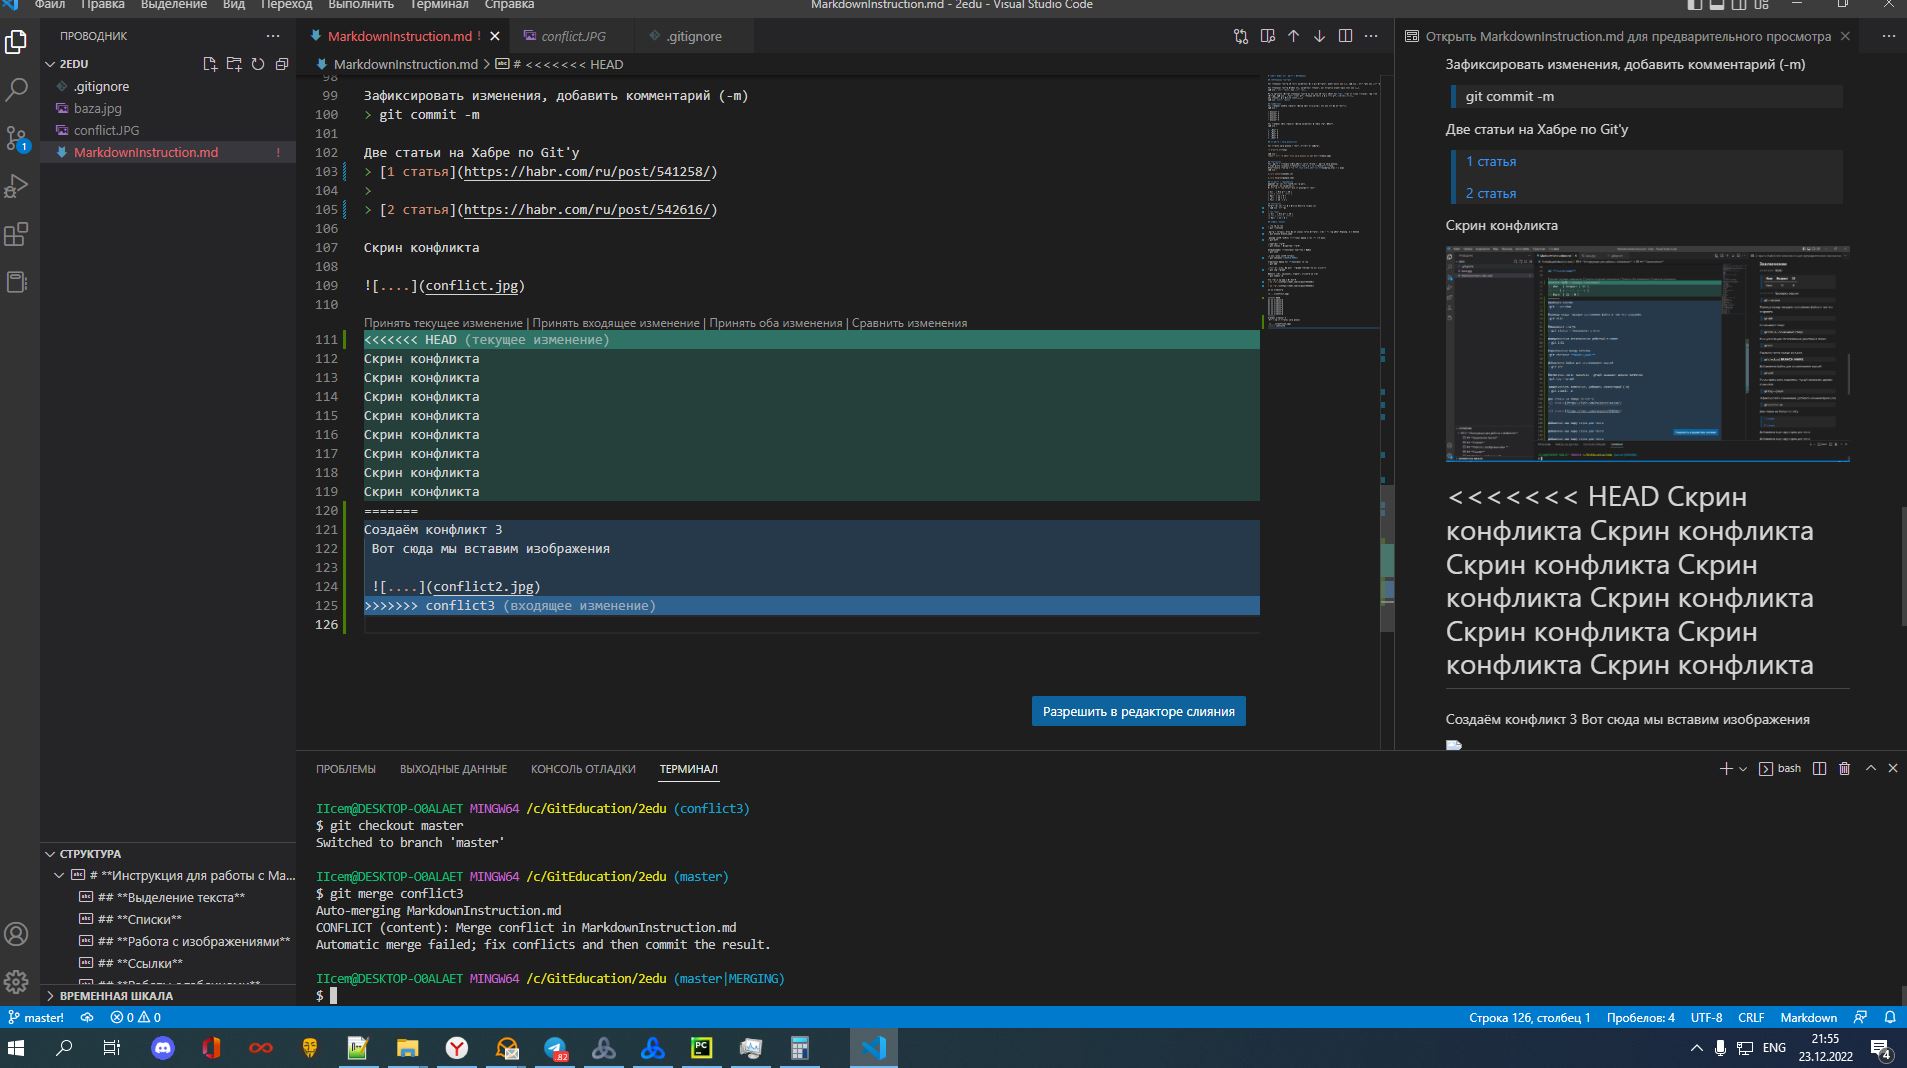 Файл Правка Выделение Вид Переход Выполнить Терминал Справка
MarkdownInstruction.md - 2edu - Visual Studio Code
ПРОВОДНИК
2EDU
.gitignore
baza.jpg
conflict.JPG
MarkdownInstruction.md !
1
СТРУКТУРА
# **Инструкция для работы с Ma...
## **Выделение текста**
## **Списки**
## **Работа с изображениями**
## **Ссылки**
## **Работа с таблицами**
ВРЕМЕННАЯ ШКАЛА
MarkdownInstruction.md !
conflict.JPG
.gitignore
MarkdownInstruction.md > # <<<<<<< HEAD
98
99 Зафиксировать изменения, добавить комментарий (-m)
100 > git commit -m
101
102 Две статьи на Хабре по Git'у
103 > [1 статья](https://habr.com/ru/post/541258/)
104 >
105 > [2 статья](https://habr.com/ru/post/542616/)
106
107 Скрин конфликта
108
109 ![....](conflict.jpg)
110
Принять текущее изменение | Принять входящее изменение | Принять оба изменения | Сравнить изменения
111 <<<<<<< HEAD (текущее изменение)
112 Скрин конфликта
113 Скрин конфликта
114 Скрин конфликта
115 Скрин конфликта
116 Скрин конфликта
117 Скрин конфликта
118 Скрин конфликта
119 Скрин конфликта
120 =======
121 Создаём конфликт 3
122 Вот сюда мы вставим изображения
123
124 ![....](conflict2.jpg)
125 >>>>>>> conflict3 (входящее изменение)
126
Разрешить в редакторе слияния
Открыть MarkdownInstruction.md для предварительного просмотра
Зафиксировать изменения, добавить комментарий (-m)
git commit -m
Две статьи на Хабре по Git'у
1 статья
2 статья
Скрин конфликта
<<<<<<< HEAD Скрин
конфликта Скрин конфликта
Скрин конфликта Скрин
конфликта Скрин конфликта
Скрин конфликта Скрин
конфликта Скрин конфликта
Создаём конфликт 3 Вот сюда мы вставим изображения
ПРОБЛЕМЫ ВЫХОДНЫЕ ДАННЫЕ КОНСОЛЬ ОТЛАДКИ ТЕРМИНАЛ
bash
IIcem@DESKTOP-O0ALAET MINGW64 /c/GitEducation/2edu (conflict3)
$ git checkout master
Switched to branch 'master'
IIcem@DESKTOP-O0ALAET MINGW64 /c/GitEducation/2edu (master)
$ git merge conflict3
Auto-merging MarkdownInstruction.md
CONFLICT (content): Merge conflict in MarkdownInstruction.md
Automatic merge failed; fix conflicts and then commit the result.
IIcem@DESKTOP-O0ALAET MINGW64 /c/GitEducation/2edu (master|MERGING)
$
master! 0 0
Строка 126, столбец 1 Пробелов: 4 UTF-8 CRLF Markdown
82
PC
ENG
21:55
23.12.2022
4